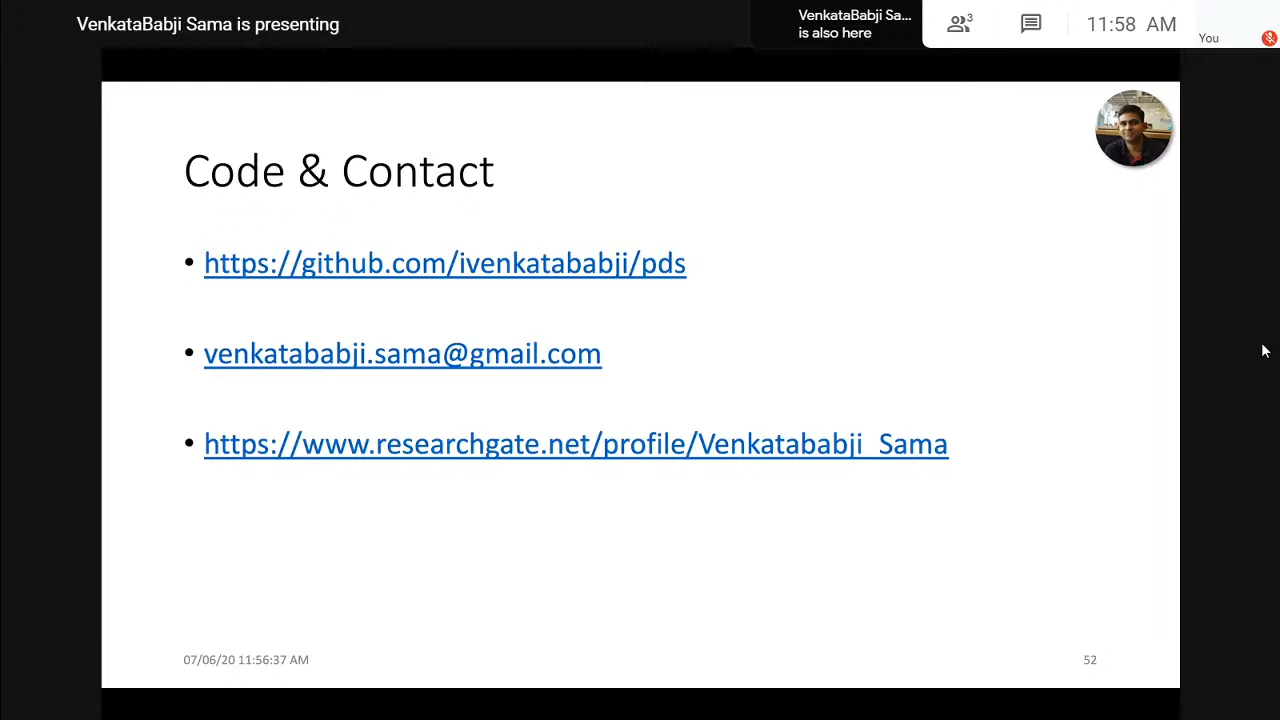 VenkataBabji Sama is presenting
VenkataBabji Sa...
is also here
3
11:58 AM
You
Code & Contact
• https://github.com/ivenkatababji/pds
• venkatababji.sama@gmail.com
• https://www.researchgate.net/profile/Venkatababji_Sama
07/06/20 11:56:37 AM
52